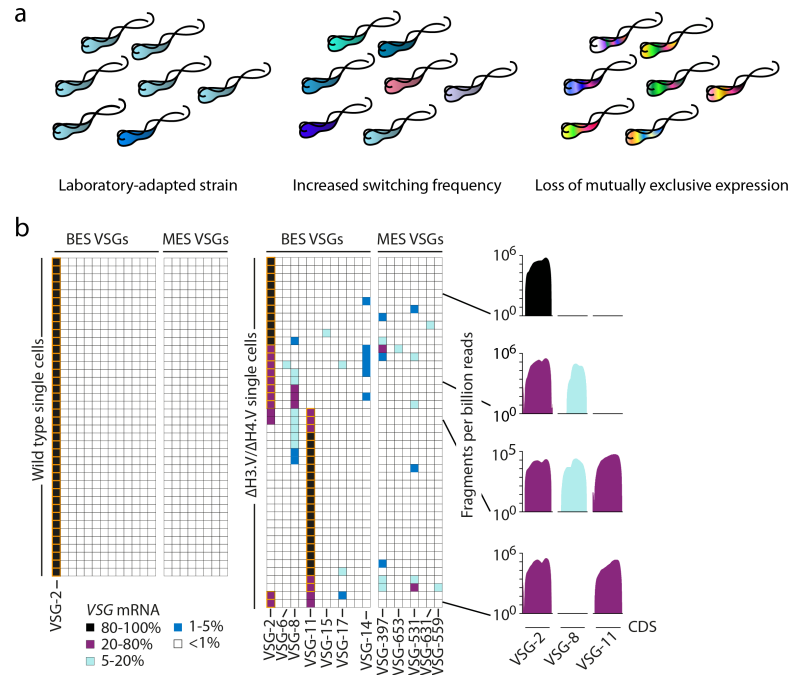 a
Laboratory-adapted strain
Increased switching frequency
Loss of mutually exclusive expression
b
BES VSGs
MES VSGs
Wild type single cells
VSG-2
BES VSGs
MES VSGs
ΔH3.V/ΔH4.V single cells
VSG-2
VSG-6
VSG-8
VSG-11
VSG-15
VSG-17
VSG-14
VSG-397
VSG-653
VSG-531
VSG-631
VSG-559
Fragments per billion reads
10⁶
10⁰
10⁶
10⁰
10⁵
10⁰
10⁶
10⁰
VSG-2
VSG-8
VSG-11
CDS
VSG mRNA
80-100%
20-80%
5-20%
1-5%
<1%